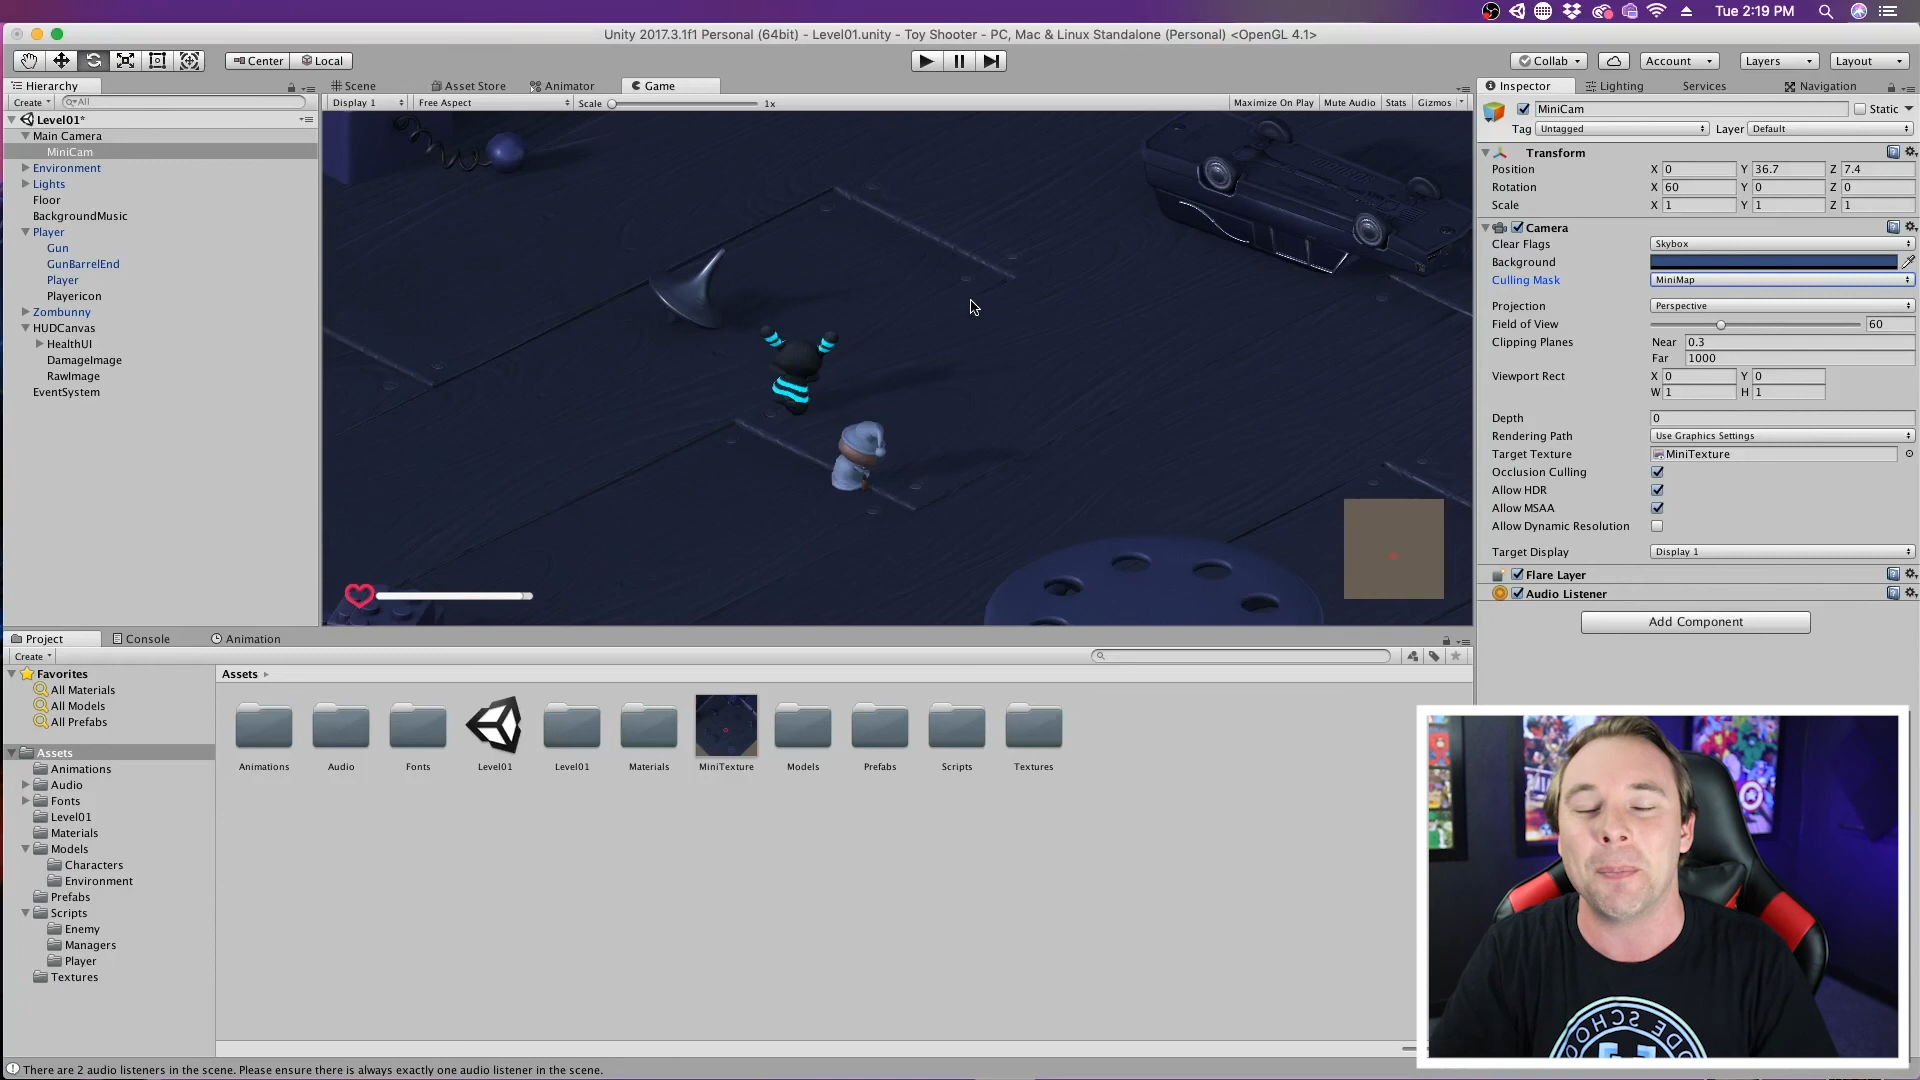 Tue 2:19 PM
Unity 2017.3.1f1 Personal (64bit) - Level01.unity - Toy Shooter - PC, Mac & Linux Standalone (Personal) <OpenGL 4.1>
Center Local Collab Account Layers Layout
Hierarchy
Create All
Level01*
Main Camera
MiniCam
Environment
Lights
Floor
BackgroundMusic
Player
Gun
GunBarrelEnd
Player
Playericon
Zombunny
HUDCanvas
HealthUI
DamageImage
RawImage
EventSystem
Scene Asset Store Animator Game
Display 1 Free Aspect Scale 1x Maximize On Play Mute Audio Stats Gizmos
Inspector Lighting Services Navigation
MiniCam Static
Tag Untagged Layer Default
Transform
Position X 0 Y 36.7 Z 7.4
Rotation X 60 Y 0 Z 0
Scale X 1 Y 1 Z 1
Camera
Clear Flags Skybox
Background
Culling Mask MiniMap
Projection Perspective
Field of View 60
Clipping Planes Near 0.3
Far 1000
Viewport Rect X 0 Y 0
W 1 H 1
Depth 0
Rendering Path Use Graphics Settings
Target Texture MiniTexture
Occlusion Culling
Allow HDR
Allow MSAA
Allow Dynamic Resolution
Target Display Display 1
Flare Layer
Audio Listener
Add Component
Project Console Animation
Create
Favorites
All Materials
All Models
All Prefabs
Assets
Animations
Audio
Fonts
Level01
Materials
Models
Characters
Environment
Prefabs
Scripts
Enemy
Managers
Player
Textures
Assets
Animations Audio Fonts Level01 Level01 Materials MiniTexture Models Prefabs Scripts Textures
There are 2 audio listeners in the scene. Please ensure there is always exactly one audio listener in the scene.